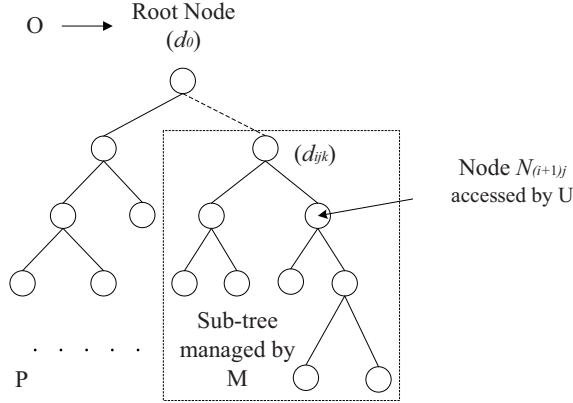 O
Root Node
(d0)
(dijk)
Node N(i+1)j
accessed by U
Sub-tree
managed by
M
. . . . .
P